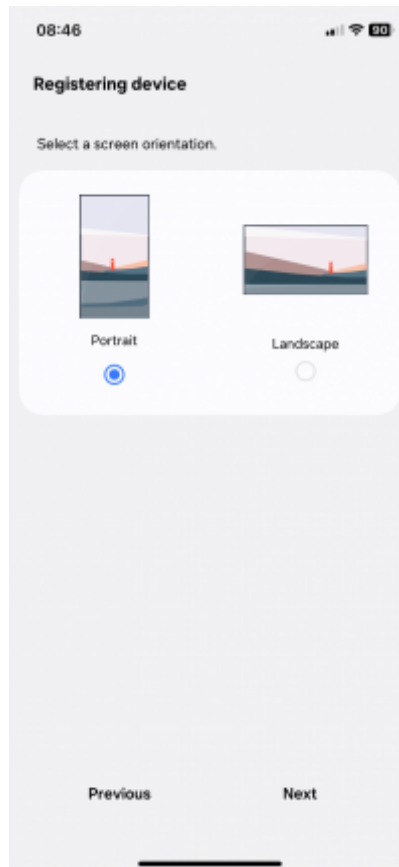 08:46
90
Registering device
Select a screen orientation.
Portrait
Landscape
Previous
Next